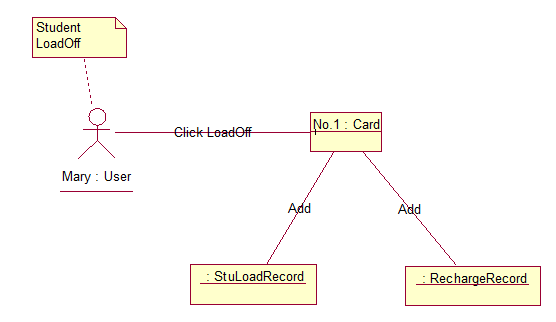 Student
LoadOff
Click LoadOff
No.1 : Card
Mary : User
Add
Add
: StuLoadRecord
: RechargeRecord